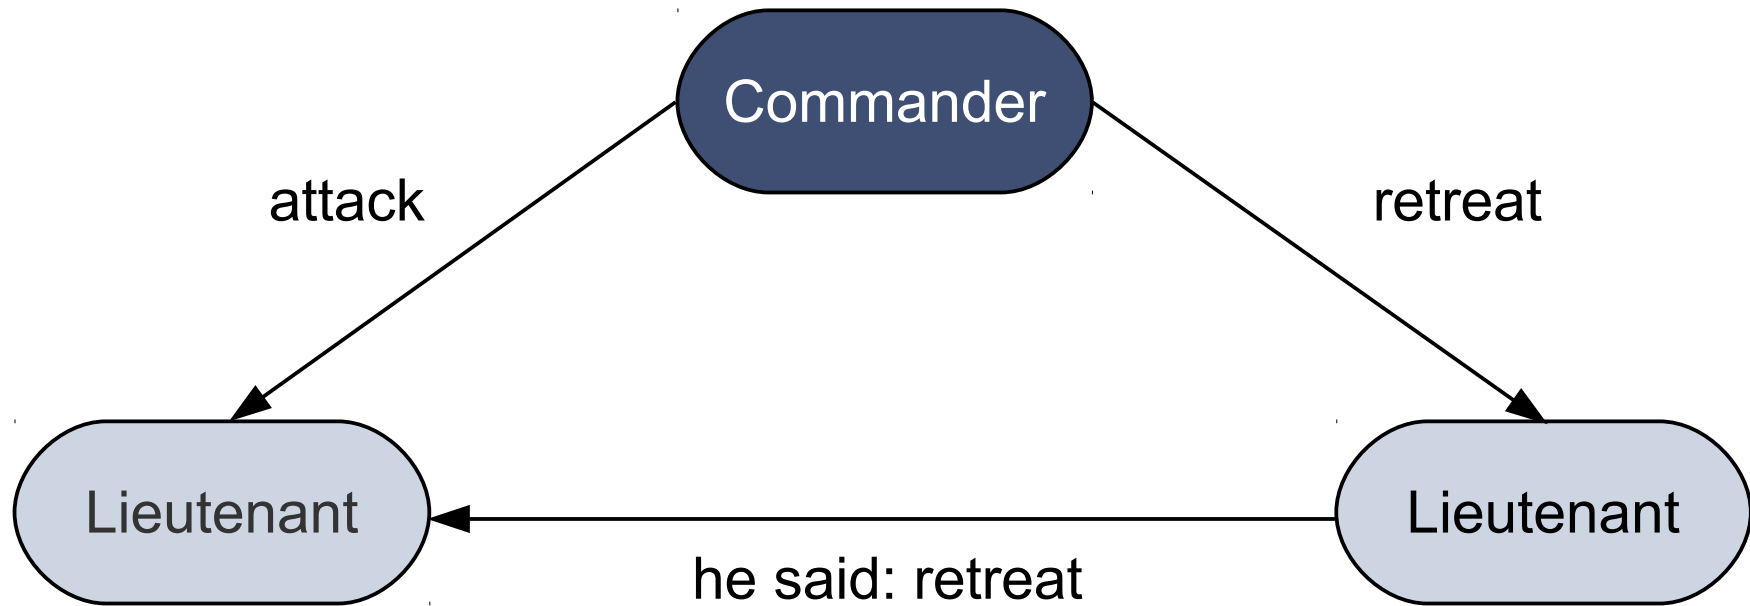 Commander
attack
retreat
Lieutenant
Lieutenant
he said: retreat